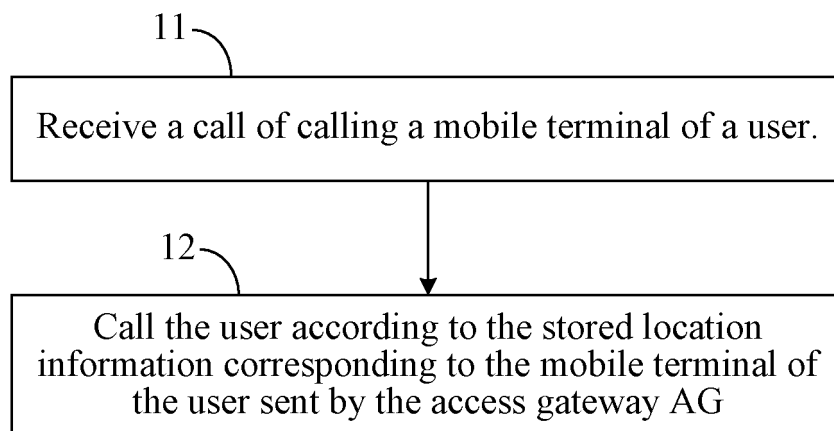 11
Receive a call of calling a mobile terminal of a user.
12
Call the user according to the stored location
information corresponding to the mobile terminal of
the user sent by the access gateway AG